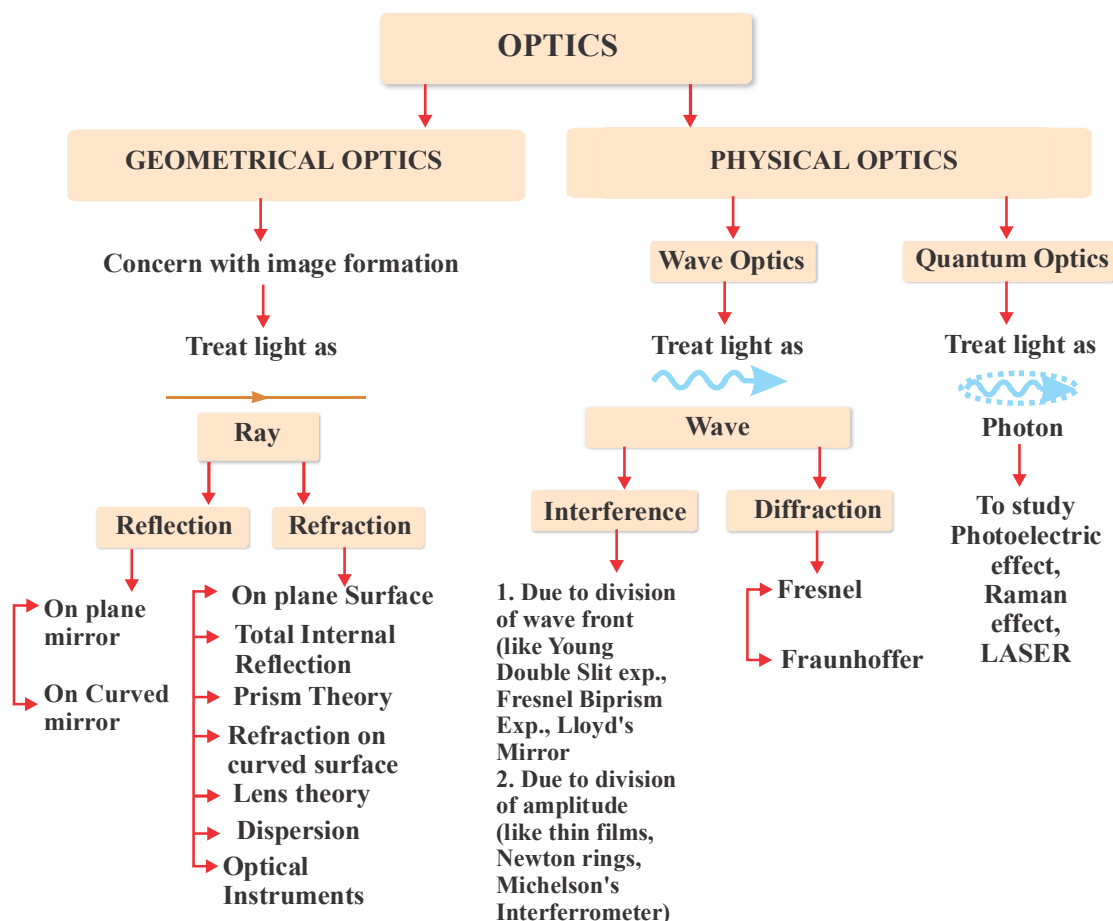 OPTICS
GEOMETRICAL OPTICS
PHYSICAL OPTICS
Concern with image formation
Treat light as
Ray
Reflection
On plane
mirror
On Curved
mirror
Refraction
On plane Surface
Total Internal
Reflection
Prism Theory
Refraction on
curved surface
Lens theory
Dispersion
Optical
Instruments
Wave Optics
Treat light as
Wave
Interference
1. Due to division
of wave front
(like Young
Double Slit exp.,
Fresnel Biprism
Exp., Lloyd's
Mirror
2. Due to division
of amplitude
(like thin films,
Newton rings,
Michelson's
Interferrometer)
Diffraction
Fresnel
Fraunhoffer
Quantum Optics
Treat light as
Photon
To study
Photoelectric
effect,
Raman
effect,
LASER